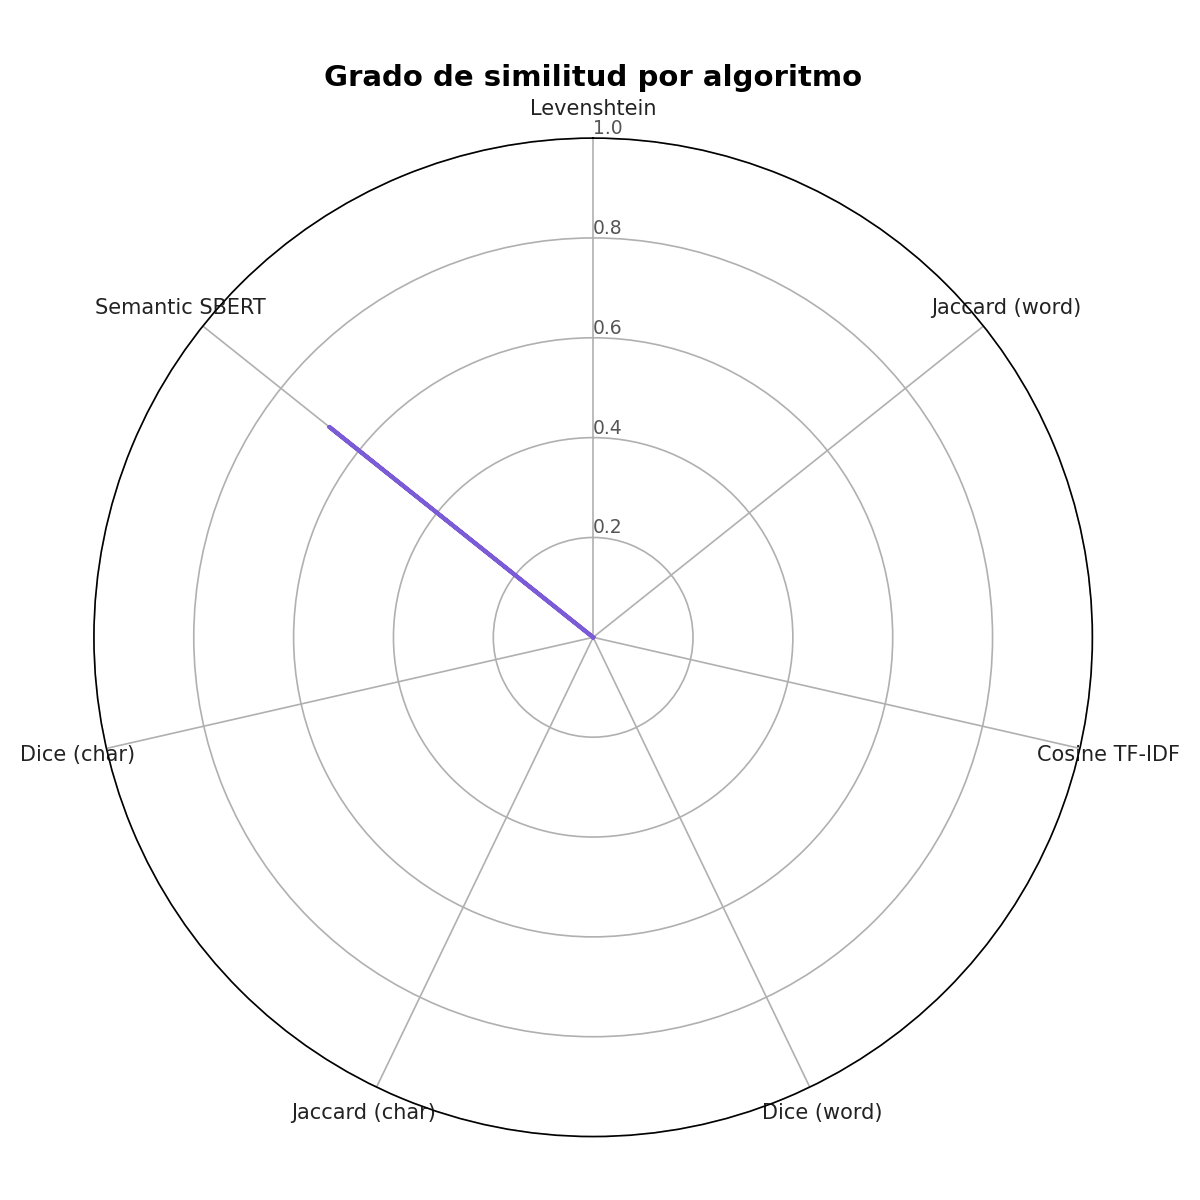 Grado de similitud por algoritmo
Levenshtein
1.0
0.8
Semantic SBERT
Jaccard (word)
0.6
0.4
0.2
Dice (char)
Cosine TF-IDF
Jaccard (char)
Dice (word)